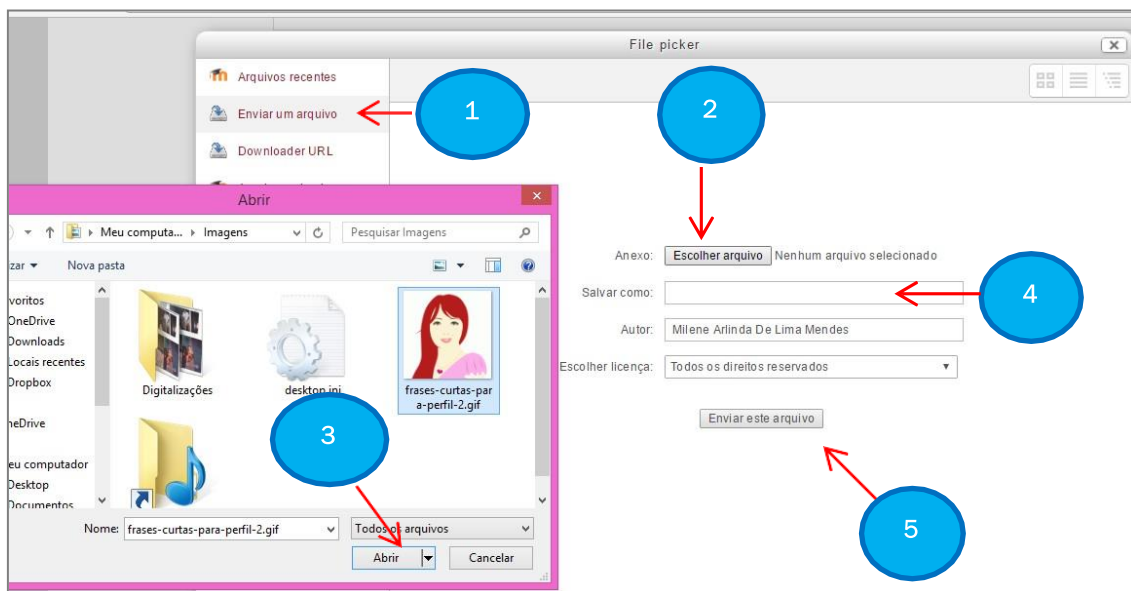 File picker
Arquivos recentes
Enviar um arquivo
1
2
Downloader URL
Abrir
Meu computa...
Imagens
Pesquisar Imagens
zar
Nova pasta
voritos
OneDrive
Downloads
Locais recentes
Dropbox
neDrive
eu computador
Desktop
Documentos
Digitalizações
desktop.ini
frases-curtas-par
a-perfil-2.gif
3
Nome:
frases-curtas-para-perfil-2.gif
Todos os arquivos
Abrir
Cancelar
Anexo:
Escolher arquivo
Nenhum arquivo selecionado
Salvar como:
4
Autor:
Milene Arlinda De Lima Mendes
Escolher licença:
Todos os direitos reservados
Enviar este arquivo
5